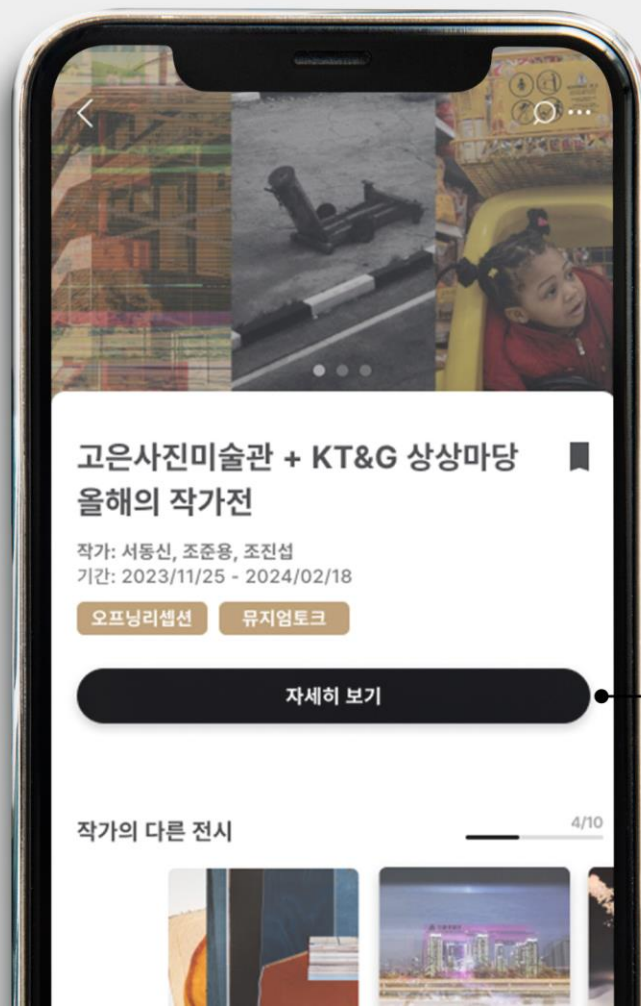 고은사진미술관 + KT&G 상상마당
올해의 작가전
작가: 서동신, 조준용, 조진섭
기간: 2023/11/25 - 2024/02/18
오프닝리셉션 뮤지엄토크
자세히 보기
작가의 다른 전시
4/10